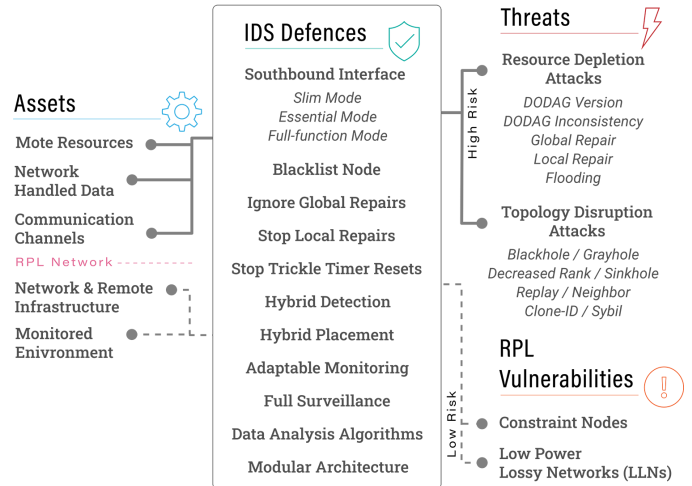 Assets
Mote Resources
Network
Handled Data
Communication
Channels
RPL Network
Network & Remote
Infrastructure
Monitored
Enivronment
IDS Defences
Southbound Interface
Slim Mode
Essential Mode
Full-function Mode
Blacklist Node
Ignore Global Repairs
Stop Local Repairs
Stop Trickle Timer Resets
Hybrid Detection
Hybrid Placement
Adaptable Monitoring
Full Surveillance
Data Analysis Algorithms
Modular Architecture
High Risk
Low Risk
Threats
Resource Depletion
Attacks
DODAG Version
DODAG Inconsistency
Global Repair
Local Repair
Flooding
Topology Disruption
Attacks
Blackhole / Grayhole
Decreased Rank / Sinkhole
Replay / Neighbor
Clone-ID / Sybil
RPL
Vulnerabilities
Constraint Nodes
Low Power
Lossy Networks (LLNs)